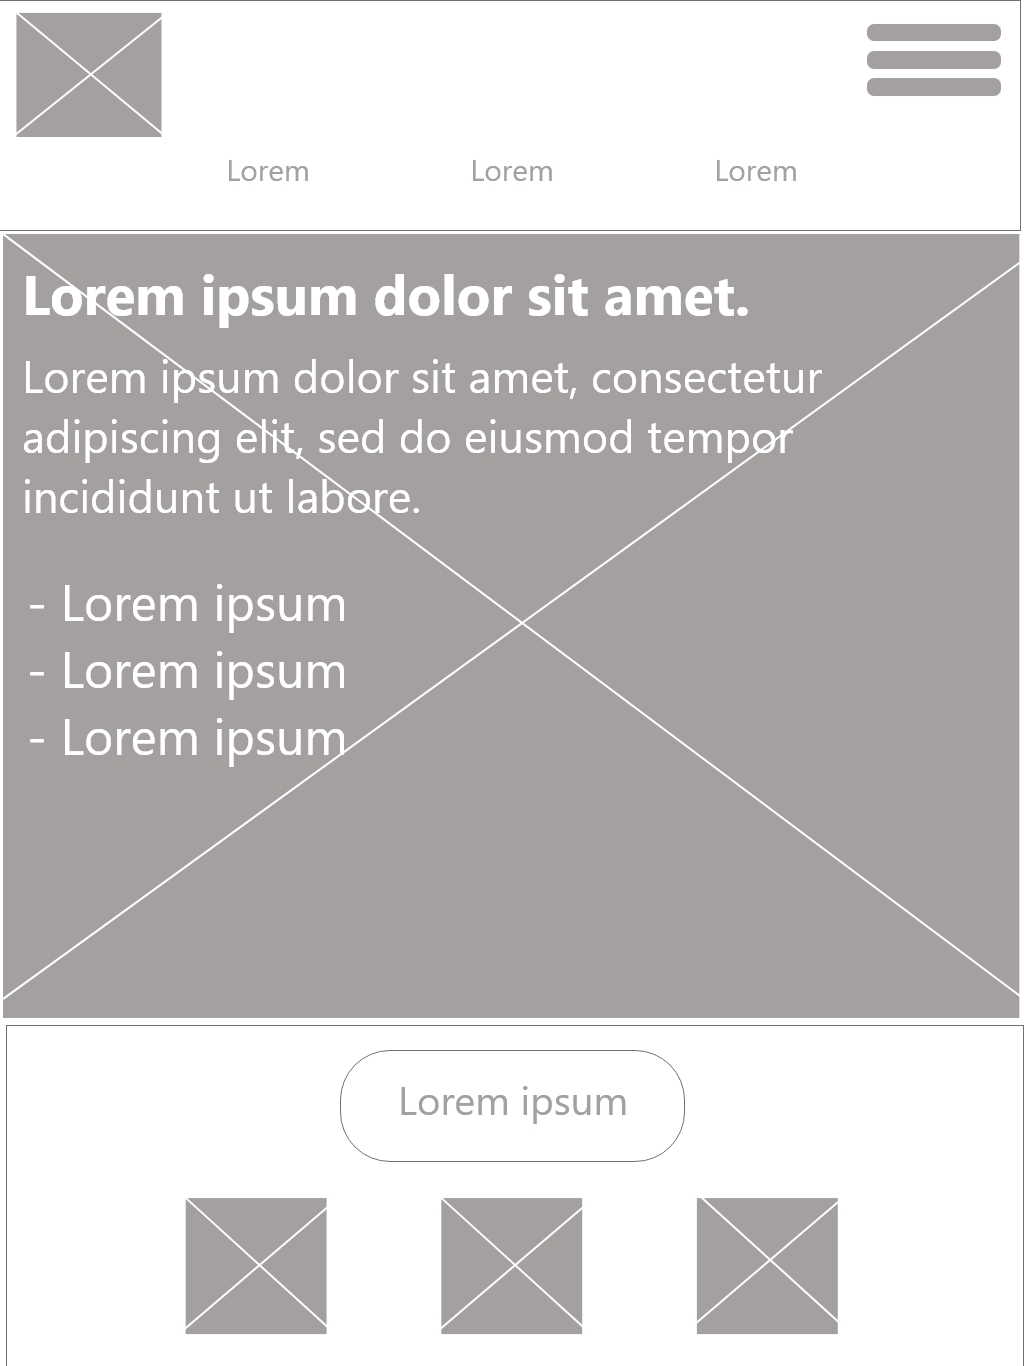 Lorem Lorem Lorem
Lorem ipsum dolor sit amet.
Lorem ipsum dolor sit amet, consectetur
adipiscing elit, sed do eiusmod tempor
incididunt ut labore.
- Lorem ipsum
- Lorem ipsum
- Lorem ipsum
Lorem ipsum